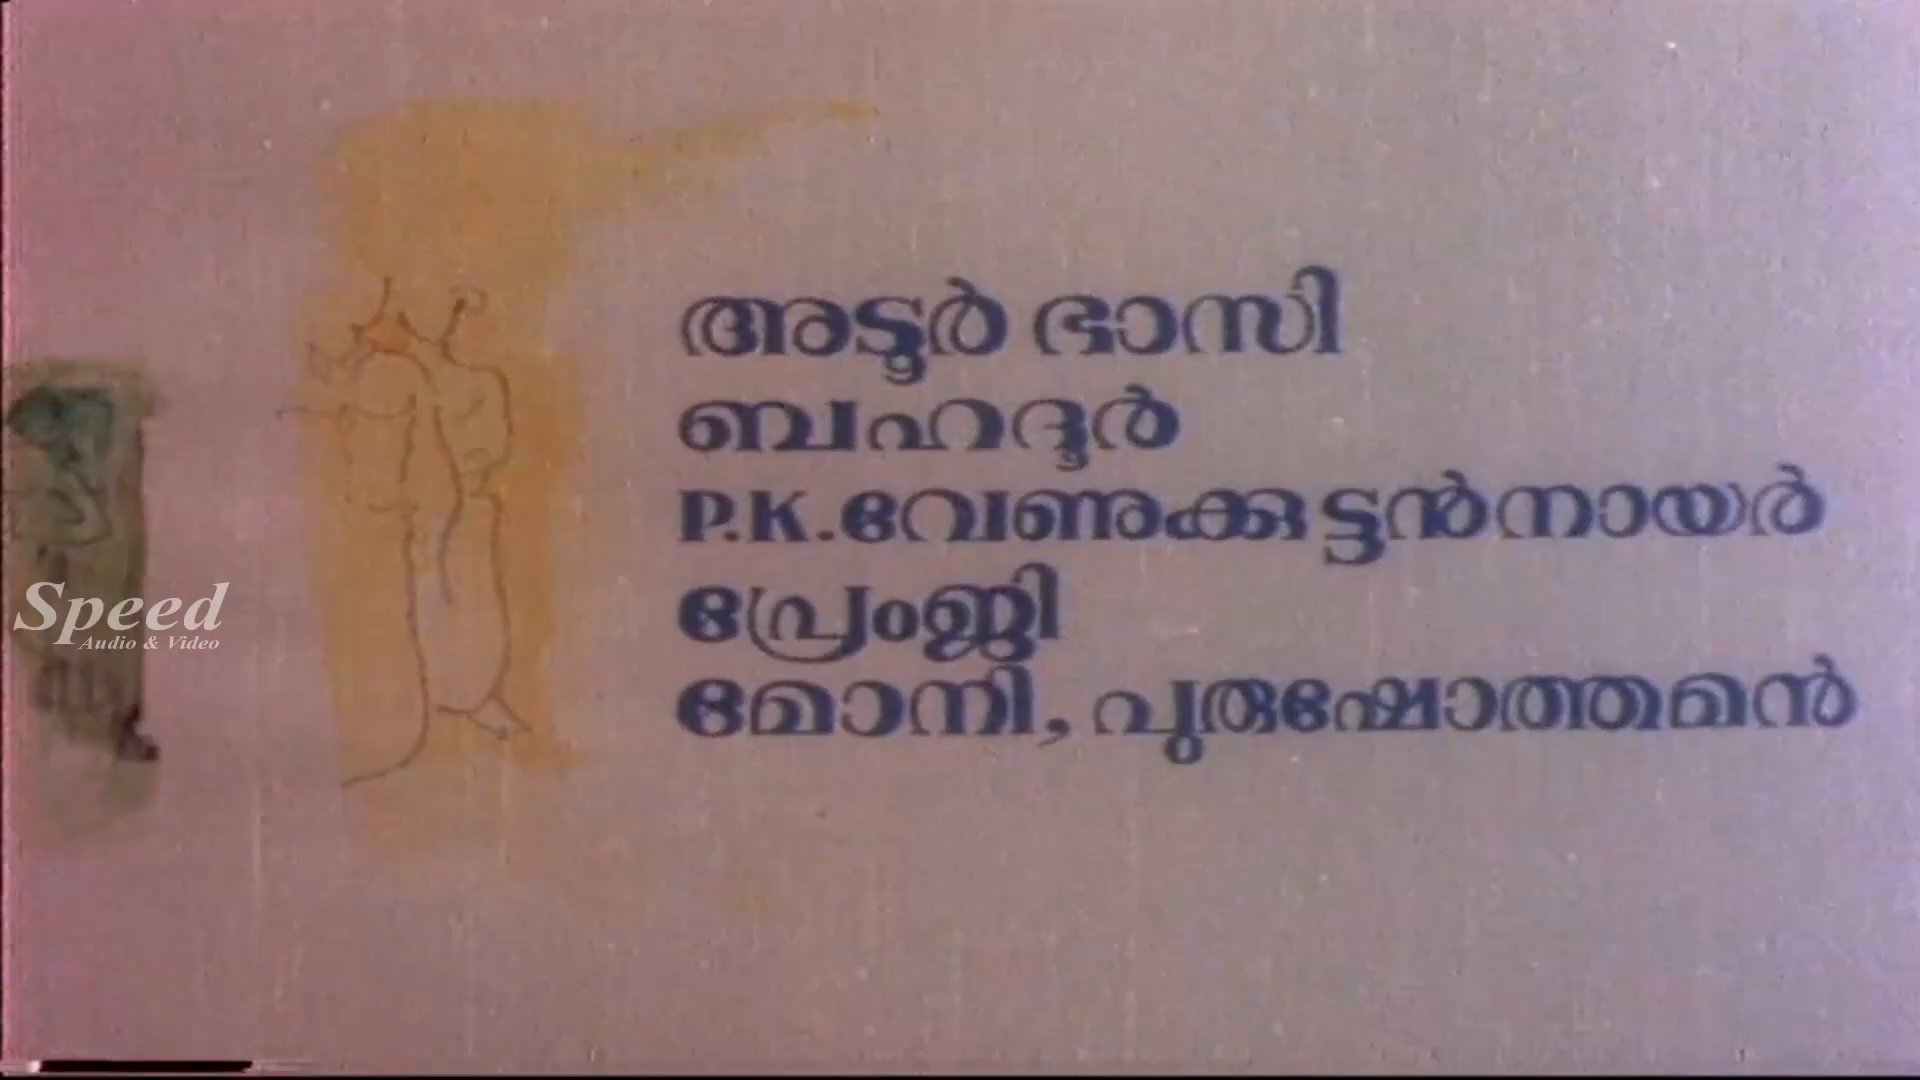 അടൂർ ഭാസി
ബഹദൂർ
P.K.വേണുക്കുട്ടൻനായർ
പ്രേംജി
മോനി, പുരുഷോത്തമൻ
Speed
Audio & Video